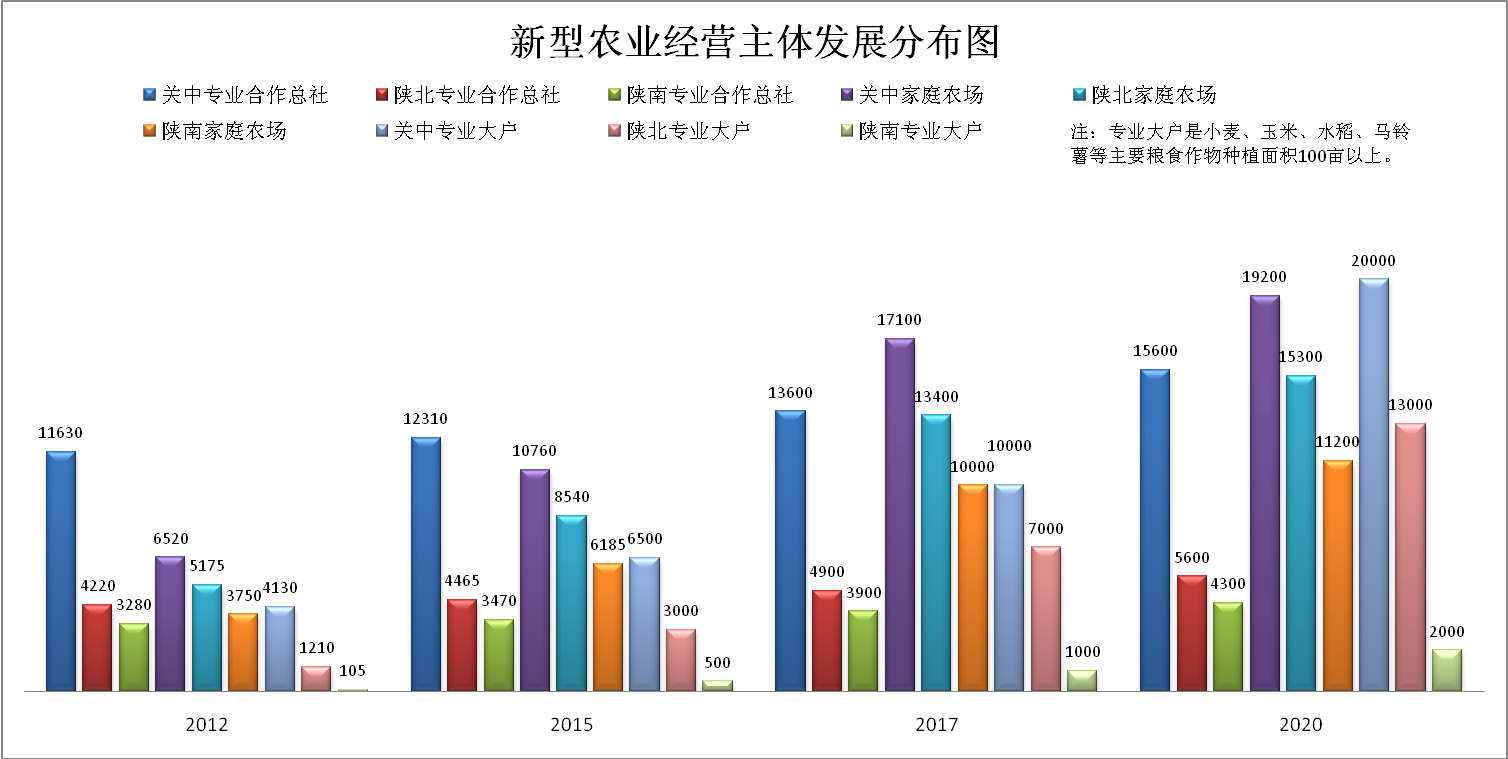 新型农业经营主体发展分布图
关中专业合作总社 陕北专业合作总社 陕南专业合作总社 关中家庭农场 陕北家庭农场
陕南家庭农场 关中专业大户 陕北专业大户 陕南专业大户
注：专业大户是小麦、玉米、水稻、马铃
薯等主要粮食作物种植面积100亩以上。
11630 4220 3280 6520 5175 3750 4130 1210 105
12310 4465 3470 10760 8540 6185 6500 3000 500
13600 4900 3900 17100 13400 10000 10000 7000 1000
15600 5600 4300 19200 15300 11200 20000 13000 2000
2012 2015 2017 2020